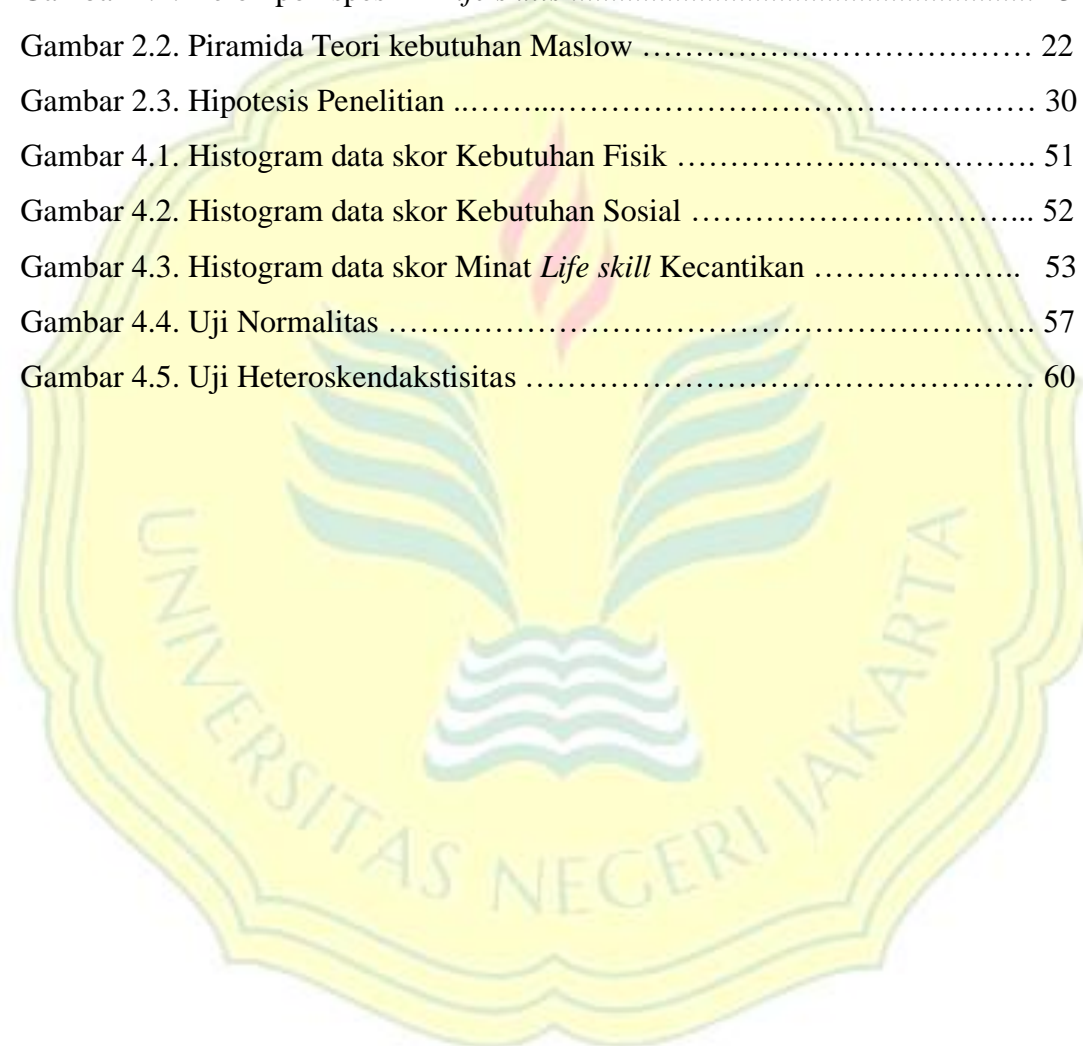 Gambar 2.2. Piramida Teori kebutuhan Maslow …………….……………………… 22
Gambar 2.3. Hipotesis Penelitian ..……...……………………………………… 30
Gambar 4.1. Histogram data skor Kebutuhan Fisik ………………………………. 51
Gambar 4.2. Histogram data skor Kebutuhan Sosial …………………………... 52
Gambar 4.3. Histogram data skor Minat Life skill Kecantikan ……………….. 53
Gambar 4.4. Uji Normalitas ………………………………………………………. 57
Gambar 4.5. Uji Heteroskendakstisitas ………………………………………… 60
UNIVERSITAS NEGERI JAKARTA